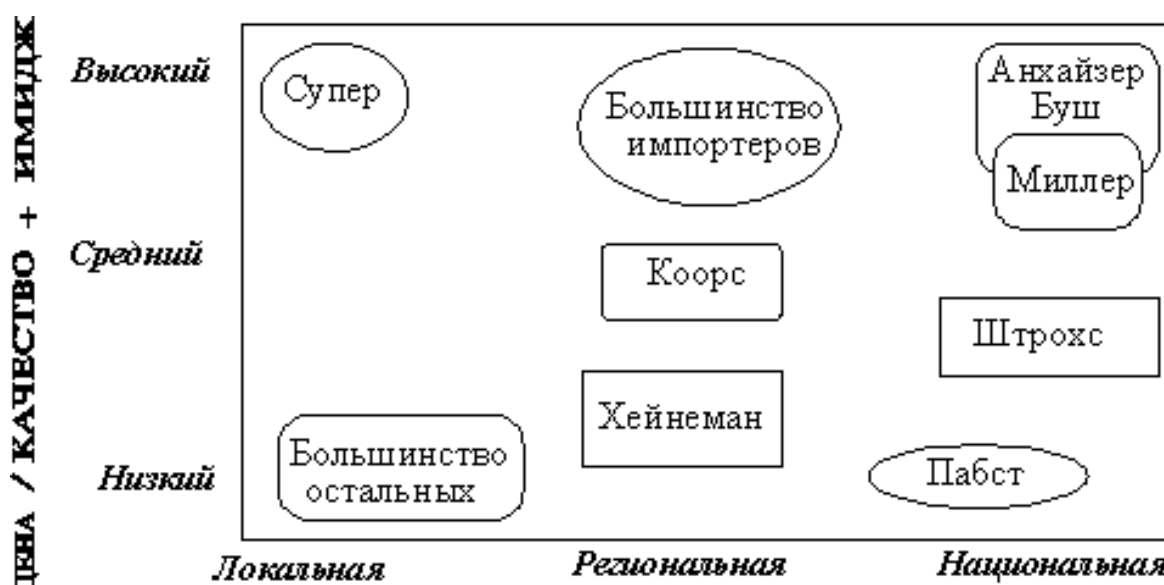 ЦЕНА / КАЧЕСТВО + ИМИДЖ
Высокий
Средний
Низкий
Супер
Большинство
импортеров
Анхайзер
Буш
Миллер
Коорс
Штрохс
Хейнеман
Большинство
остальных
Пабст
Локальная
Региональная
Национальная